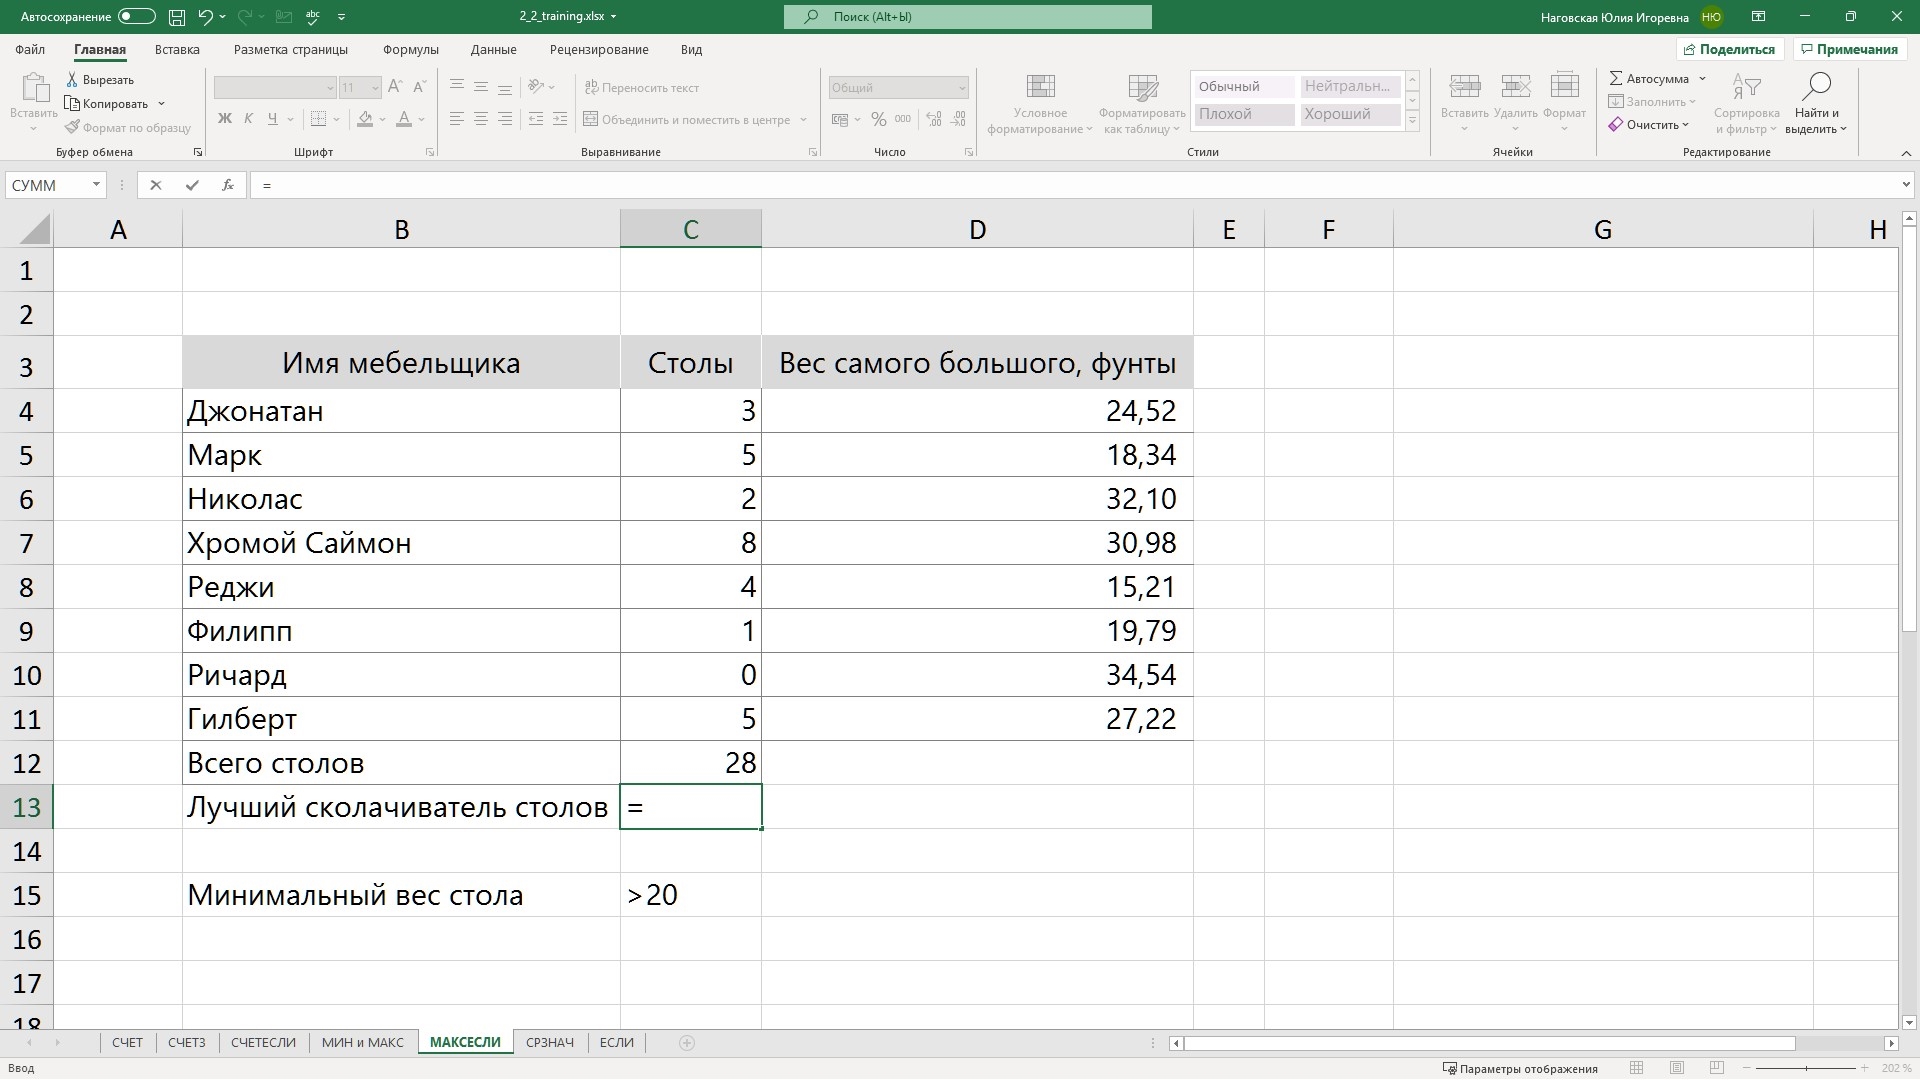 Автосохранение 2_2_training.xlsx Поиск (Alt+Ы) Наговская Юлия Игоревна НЮ
Файл Главная Вставка Разметка страницы Формулы Данные Рецензирование Вид Поделиться Примечания
Вставить Вырезать Копировать Формат по образцу
Буфер обмена
11 Ж К Ч
Шрифт
Переносить текст
Объединить и поместить в центре
Выравнивание
Общий
% 000
Число
Условное форматирование Форматировать как таблицу
Обычный Нейтральн...
Плохой Хороший
Стили
Вставить Удалить Формат
Ячейки
Автосумма
Заполнить
Очистить
Сортировка и фильтр Найти и выделить
Редактирование
СУММ fx =
A B C D E F G H
1
2
3 Имя мебельщика Столы Вес самого большого, фунты
4 Джонатан 3 24,52
5 Марк 5 18,34
6 Николас 2 32,10
7 Хромой Саймон 8 30,98
8 Реджи 4 15,21
9 Филипп 1 19,79
10 Ричард 0 34,54
11 Гилберт 5 27,22
12 Всего столов 28
13 Лучший сколачиватель столов =
14
15 Минимальный вес стола >20
16
17
18
СЧЕТ СЧЕТЗ СЧЕТЕСЛИ МИН и МАКС МАКСЕСЛИ СРЗНАЧ ЕСЛИ
Ввод Параметры отображения 202 %